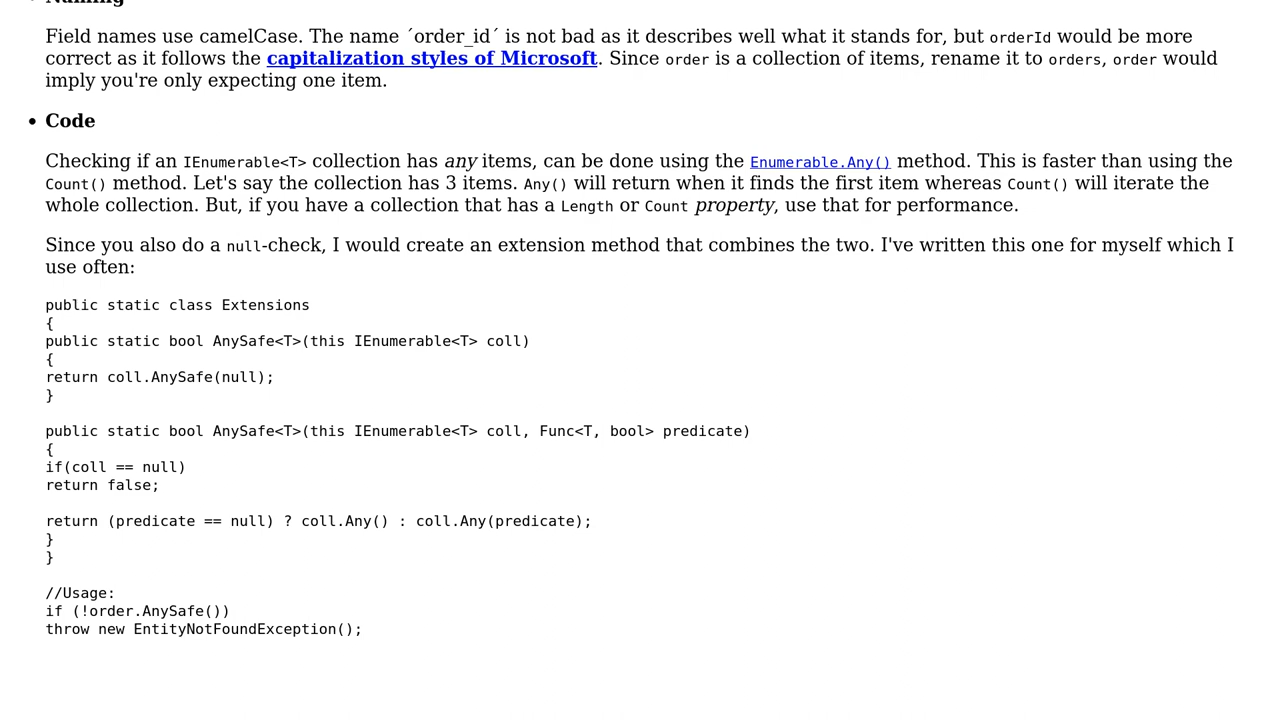 Naming
Field names use camelCase. The name ´order_id´ is not bad as it describes well what it stands for, but orderId would be more
correct as it follows the capitalization styles of Microsoft. Since order is a collection of items, rename it to orders, order would
imply you're only expecting one item.
• Code
Checking if an IEnumerable<T> collection has any items, can be done using the Enumerable.Any() method. This is faster than using the
Count() method. Let's say the collection has 3 items. Any() will return when it finds the first item whereas Count() will iterate the
whole collection. But, if you have a collection that has a Length or Count property, use that for performance.
Since you also do a null-check, I would create an extension method that combines the two. I've written this one for myself which I
use often:
public static class Extensions
{
public static bool AnySafe<T>(this IEnumerable<T> coll)
{
return coll.AnySafe(null);
}
public static bool AnySafe<T>(this IEnumerable<T> coll, Func<T, bool> predicate)
{
if(coll == null)
return false;
return (predicate == null) ? coll.Any() : coll.Any(predicate);
}
}
//Usage:
if (!order.AnySafe())
throw new EntityNotFoundException();